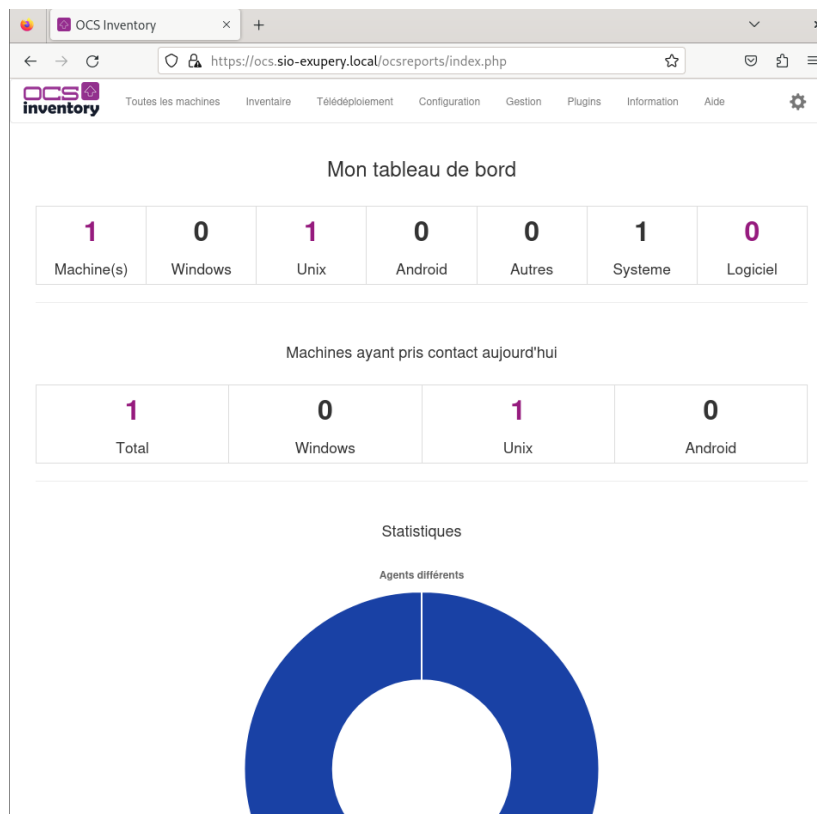 OCS Inventory
https://ocs.sio-exupery.local/ocsreports/index.php
OCS inventory
Toutes les machines Inventaire Télédéploiement Configuration Gestion Plugins Information Aide
Mon tableau de bord
1 0 1 0 0 1 0
Machine(s) Windows Unix Android Autres Systeme Logiciel
Machines ayant pris contact aujourd'hui
1 0 1 0
Total Windows Unix Android
Statistiques
Agents différents